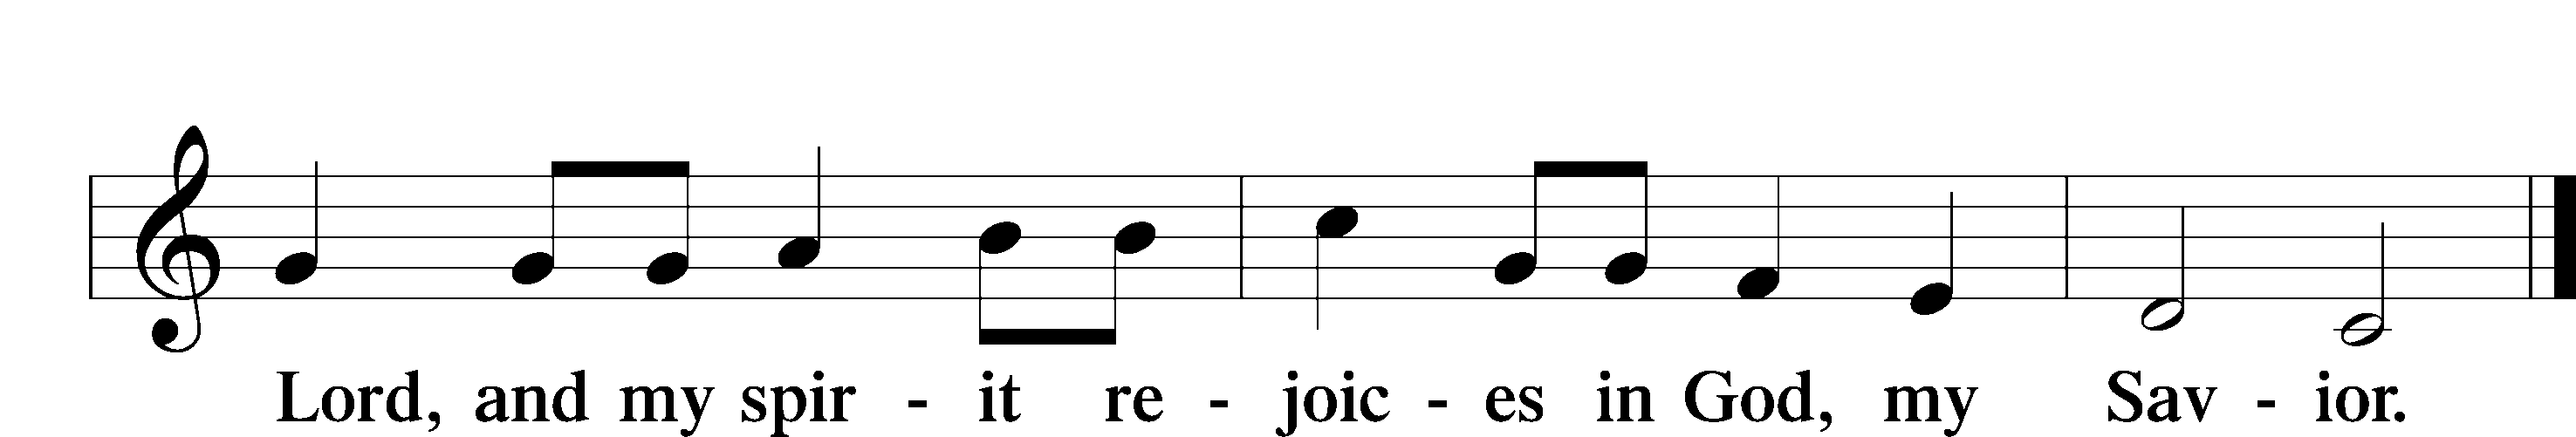 Lord, and my spir - it re - joic - es in God, my Sav - ior.